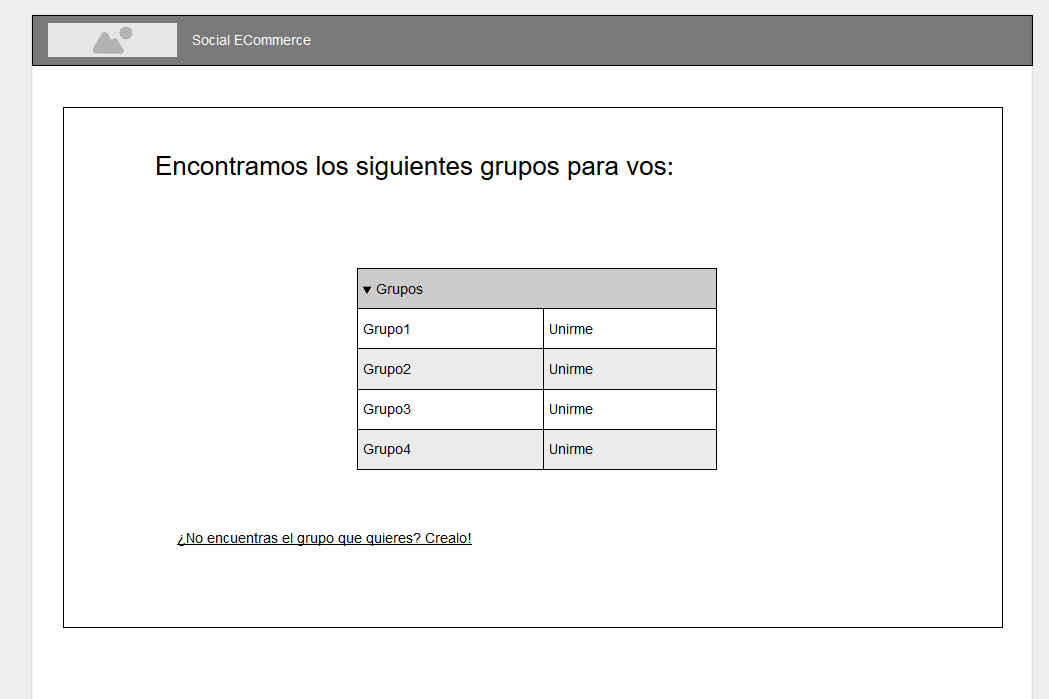 Social ECommerce
Encontramos los siguientes grupos para vos:
▼ Grupos
Grupo1 Unirme
Grupo2 Unirme
Grupo3 Unirme
Grupo4 Unirme
¿No encuentras el grupo que quieres? Crealo!